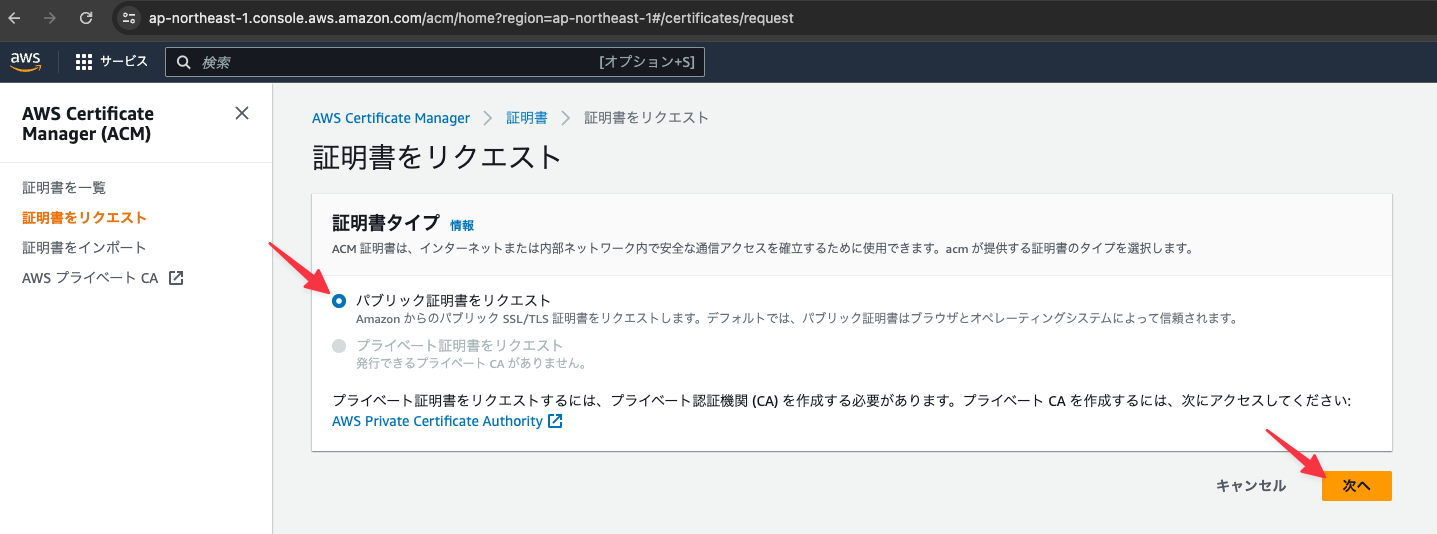 ap-northeast-1.console.aws.amazon.com/acm/home?region=ap-northeast-1#/certificates/request
aws
サービス
検索
[オプション+S]
AWS Certificate
Manager (ACM)
証明書を一覧
証明書をリクエスト
証明書をインポート
AWS プライベート CA
AWS Certificate Manager
証明書
証明書をリクエスト
証明書をリクエスト
証明書タイプ 情報
ACM 証明書は、インターネットまたは内部ネットワーク内で安全な通信アクセスを確立するために使用できます。acm が提供する証明書のタイプを選択します。
パブリック証明書をリクエスト
Amazon からのパブリック SSL/TLS 証明書をリクエストします。デフォルトでは、パブリック証明書はブラウザとオペレーティングシステムによって信頼されます。
プライベート証明書をリクエスト
発行できるプライベート CA がありません。
プライベート証明書をリクエストするには、プライベート認証機関 (CA) を作成する必要があります。プライベート CA を作成するには、次にアクセスしてください:
AWS Private Certificate Authority
キャンセル
次へ